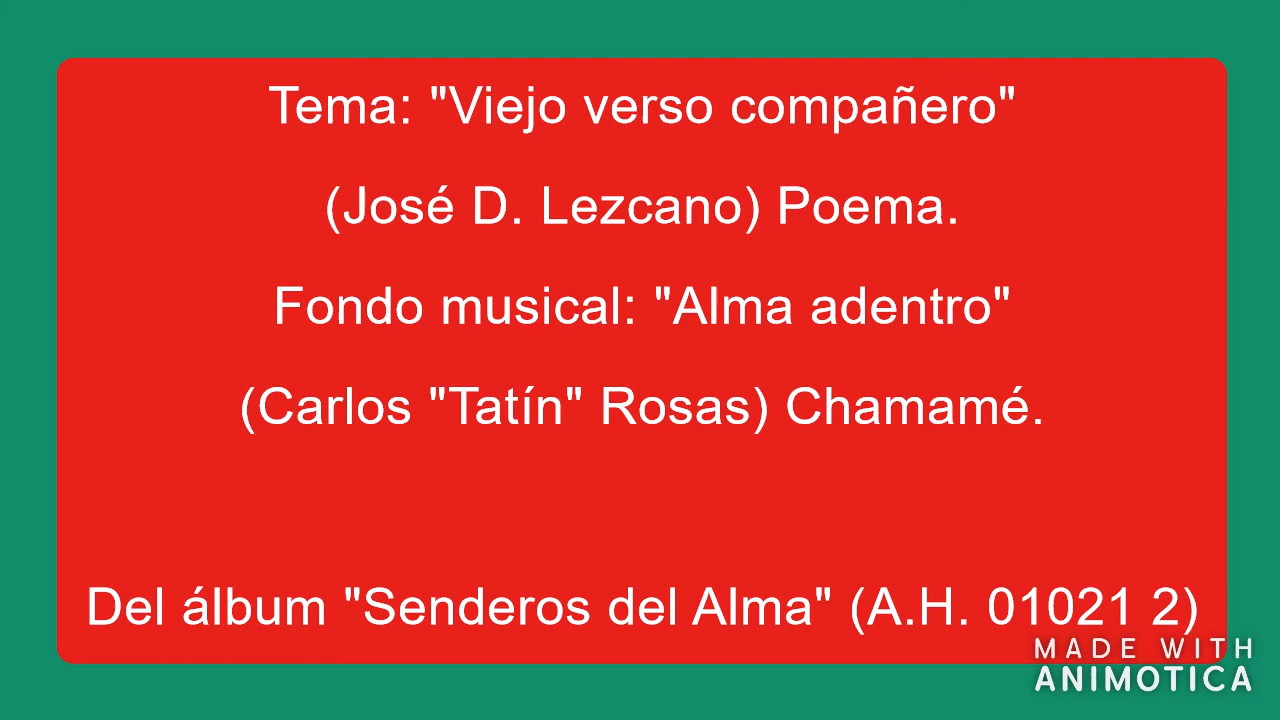 Tema: "Viejo verso compañero"
(José D. Lezcano) Poema.
Fondo musical: "Alma adentro"
(Carlos "Tatín" Rosas) Chamamé.
Del álbum "Senderos del Alma" (A.H. 01021 2)
MADE WITH
ANIMOTICA